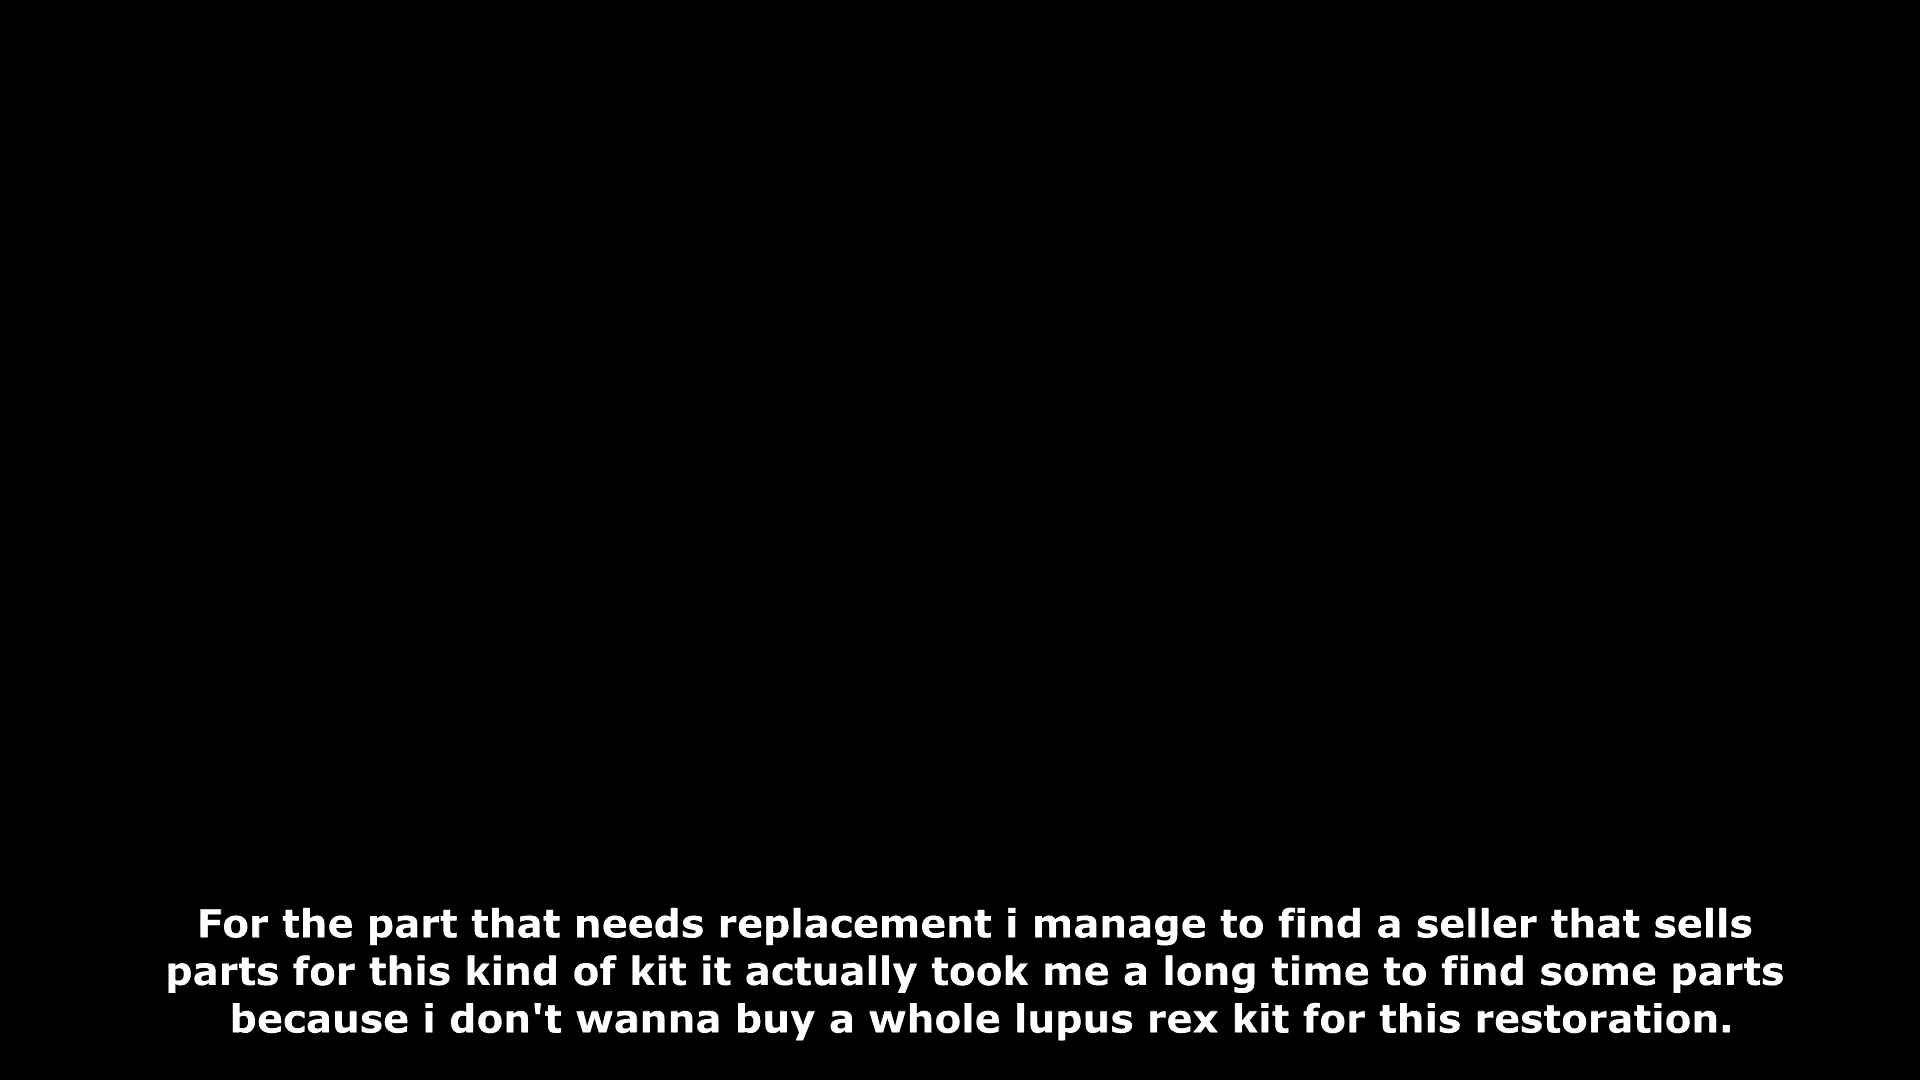 For the part that needs replacement i manage to find a seller that sells
parts for this kind of kit it actually took me a long time to find some parts
because i don't wanna buy a whole lupus rex kit for this restoration.